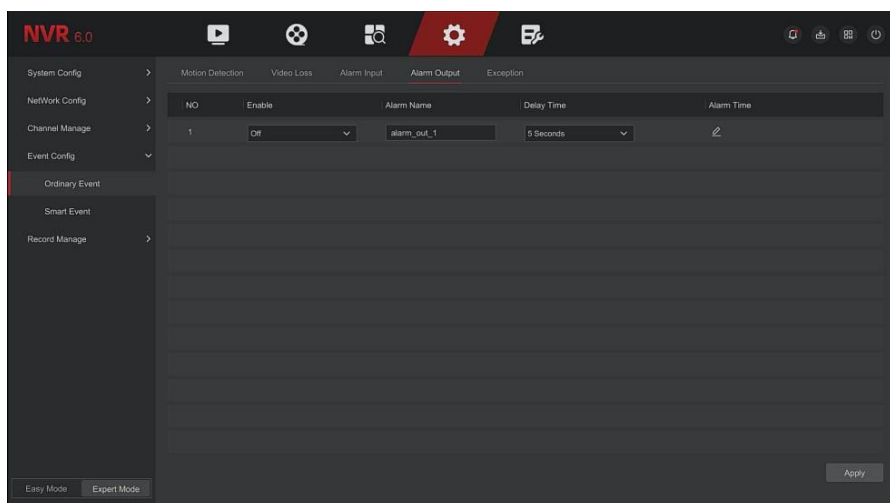 NVR 6.0
System Config
NetWork Config
Channel Manage
Event Config
Ordinary Event
Smart Event
Record Manage
Easy Mode Expert Mode
Motion Detection Video Loss Alarm Input Alarm Output Exception
NO Enable Alarm Name Delay Time Alarm Time
1 Off alarm_out_1 5 Seconds
Apply